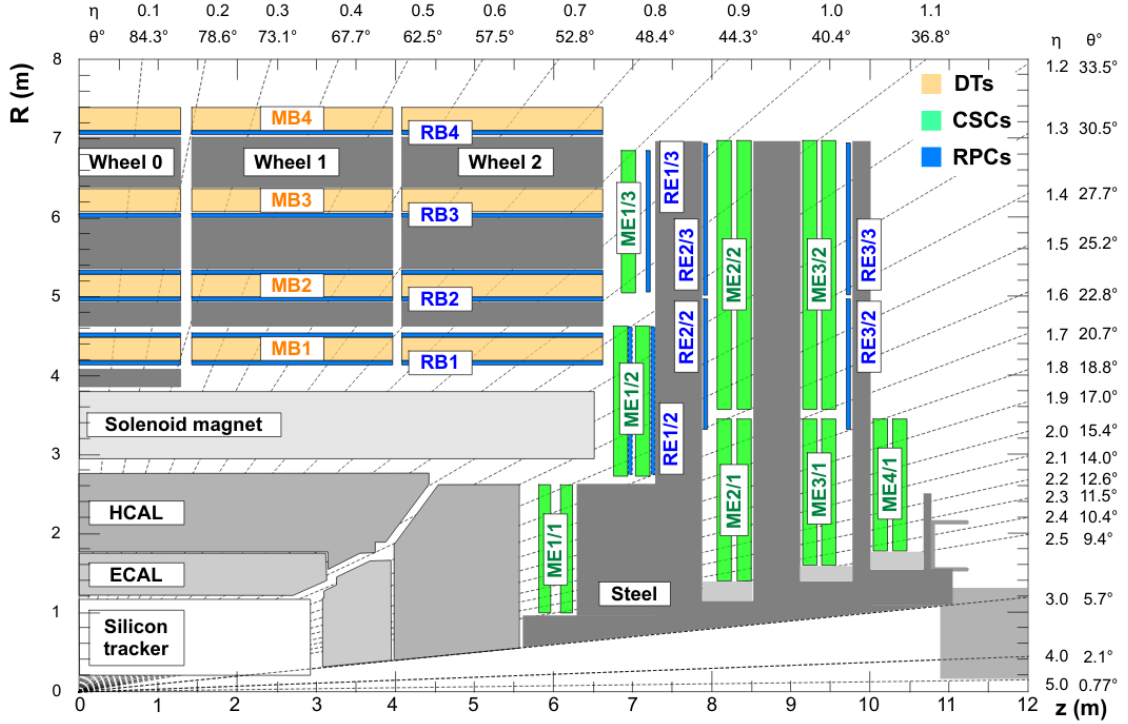 η 0.1 0.2 0.3 0.4 0.5 0.6 0.7 0.8 0.9 1.0 1.1
θ° 84.3° 78.6° 73.1° 67.7° 62.5° 57.5° 52.8° 48.4° 44.3° 40.4° 36.8° η θ°
R (m)
8
7
6
5
4
3
2
1
0
1.2 33.5°
1.3 30.5°
1.4 27.7°
1.5 25.2°
1.6 22.8°
1.7 20.7°
1.8 18.8°
1.9 17.0°
2.0 15.4°
2.1 14.0°
2.2 12.6°
2.3 11.5°
2.4 10.4°
2.5 9.4°
3.0 5.7°
4.0 2.1°
5.0 0.77°
DTs
CSCs
RPCs
MB4
RB4
Wheel 0 Wheel 1 Wheel 2
MB3
RB3
MB2
RB2
MB1
RB1
Solenoid magnet
HCAL
ECAL
Silicon
tracker
Steel
ME1/3
RE1/3
RE2/3
ME2/2
ME3/2
RE3/3
ME1/2
RE1/2
RE2/2
RE3/2
ME1/1
ME2/1
ME3/1
ME4/1
0 1 2 3 4 5 6 7 8 9 10 11 12
z (m)